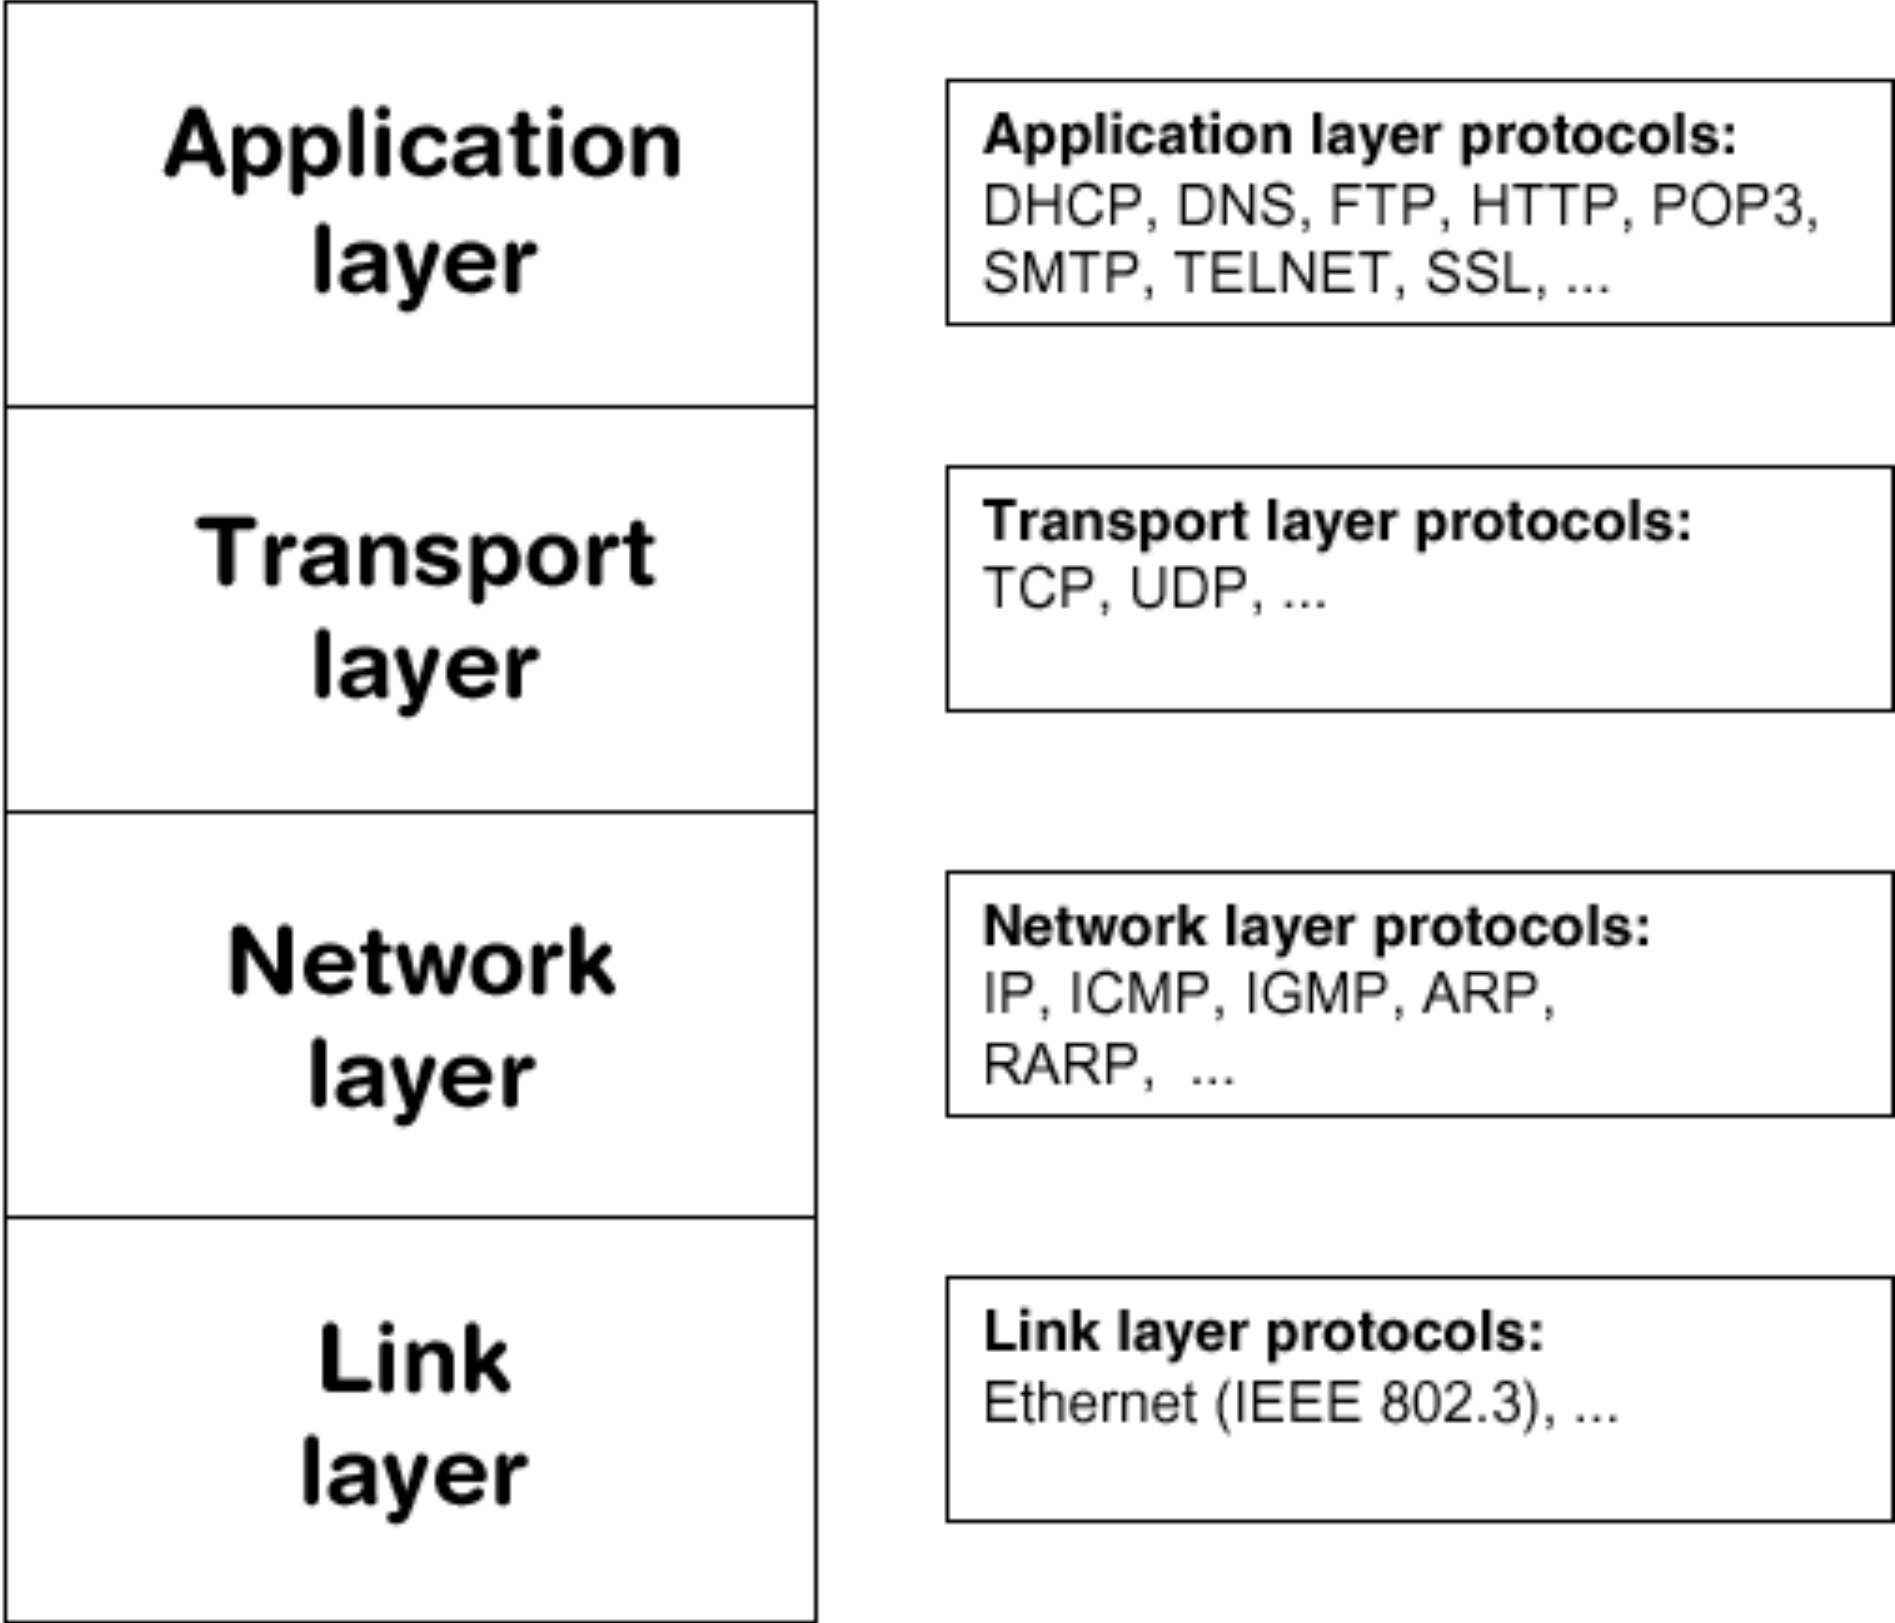 Application
layer
Application layer protocols:
DHCP, DNS, FTP, HTTP, POP3,
SMTP, TELNET, SSL, ...
Transport
layer
Transport layer protocols:
TCP, UDP, ...
Network
layer
Network layer protocols:
IP, ICMP, IGMP, ARP,
RARP,  ...
Link
layer
Link layer protocols:
Ethernet (IEEE 802.3), ...